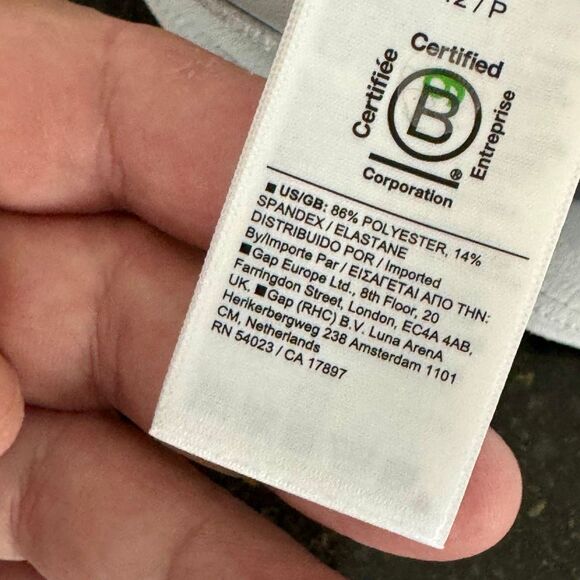 12 / P
Certifiée
Certified
B
Entreprise
®
Corporation
■ US/GB: 86% POLYESTER, 14%
SPANDEX / ELASTANE
DISTRIBUIDO POR / Imported
By/Importe Par / ΕΙΣΑΓΕΤΑΙ ΑΠΟ ΤΗΝ:
■ Gap Europe Ltd., 8th Floor, 20
Farringdon Street, London, EC4A 4AB,
UK, ■ Gap (RHC) B.V. Luna ArenA
Herikerbergweg 238 Amsterdam 1101
CM, Netherlands
RN 54023 / CA 17897